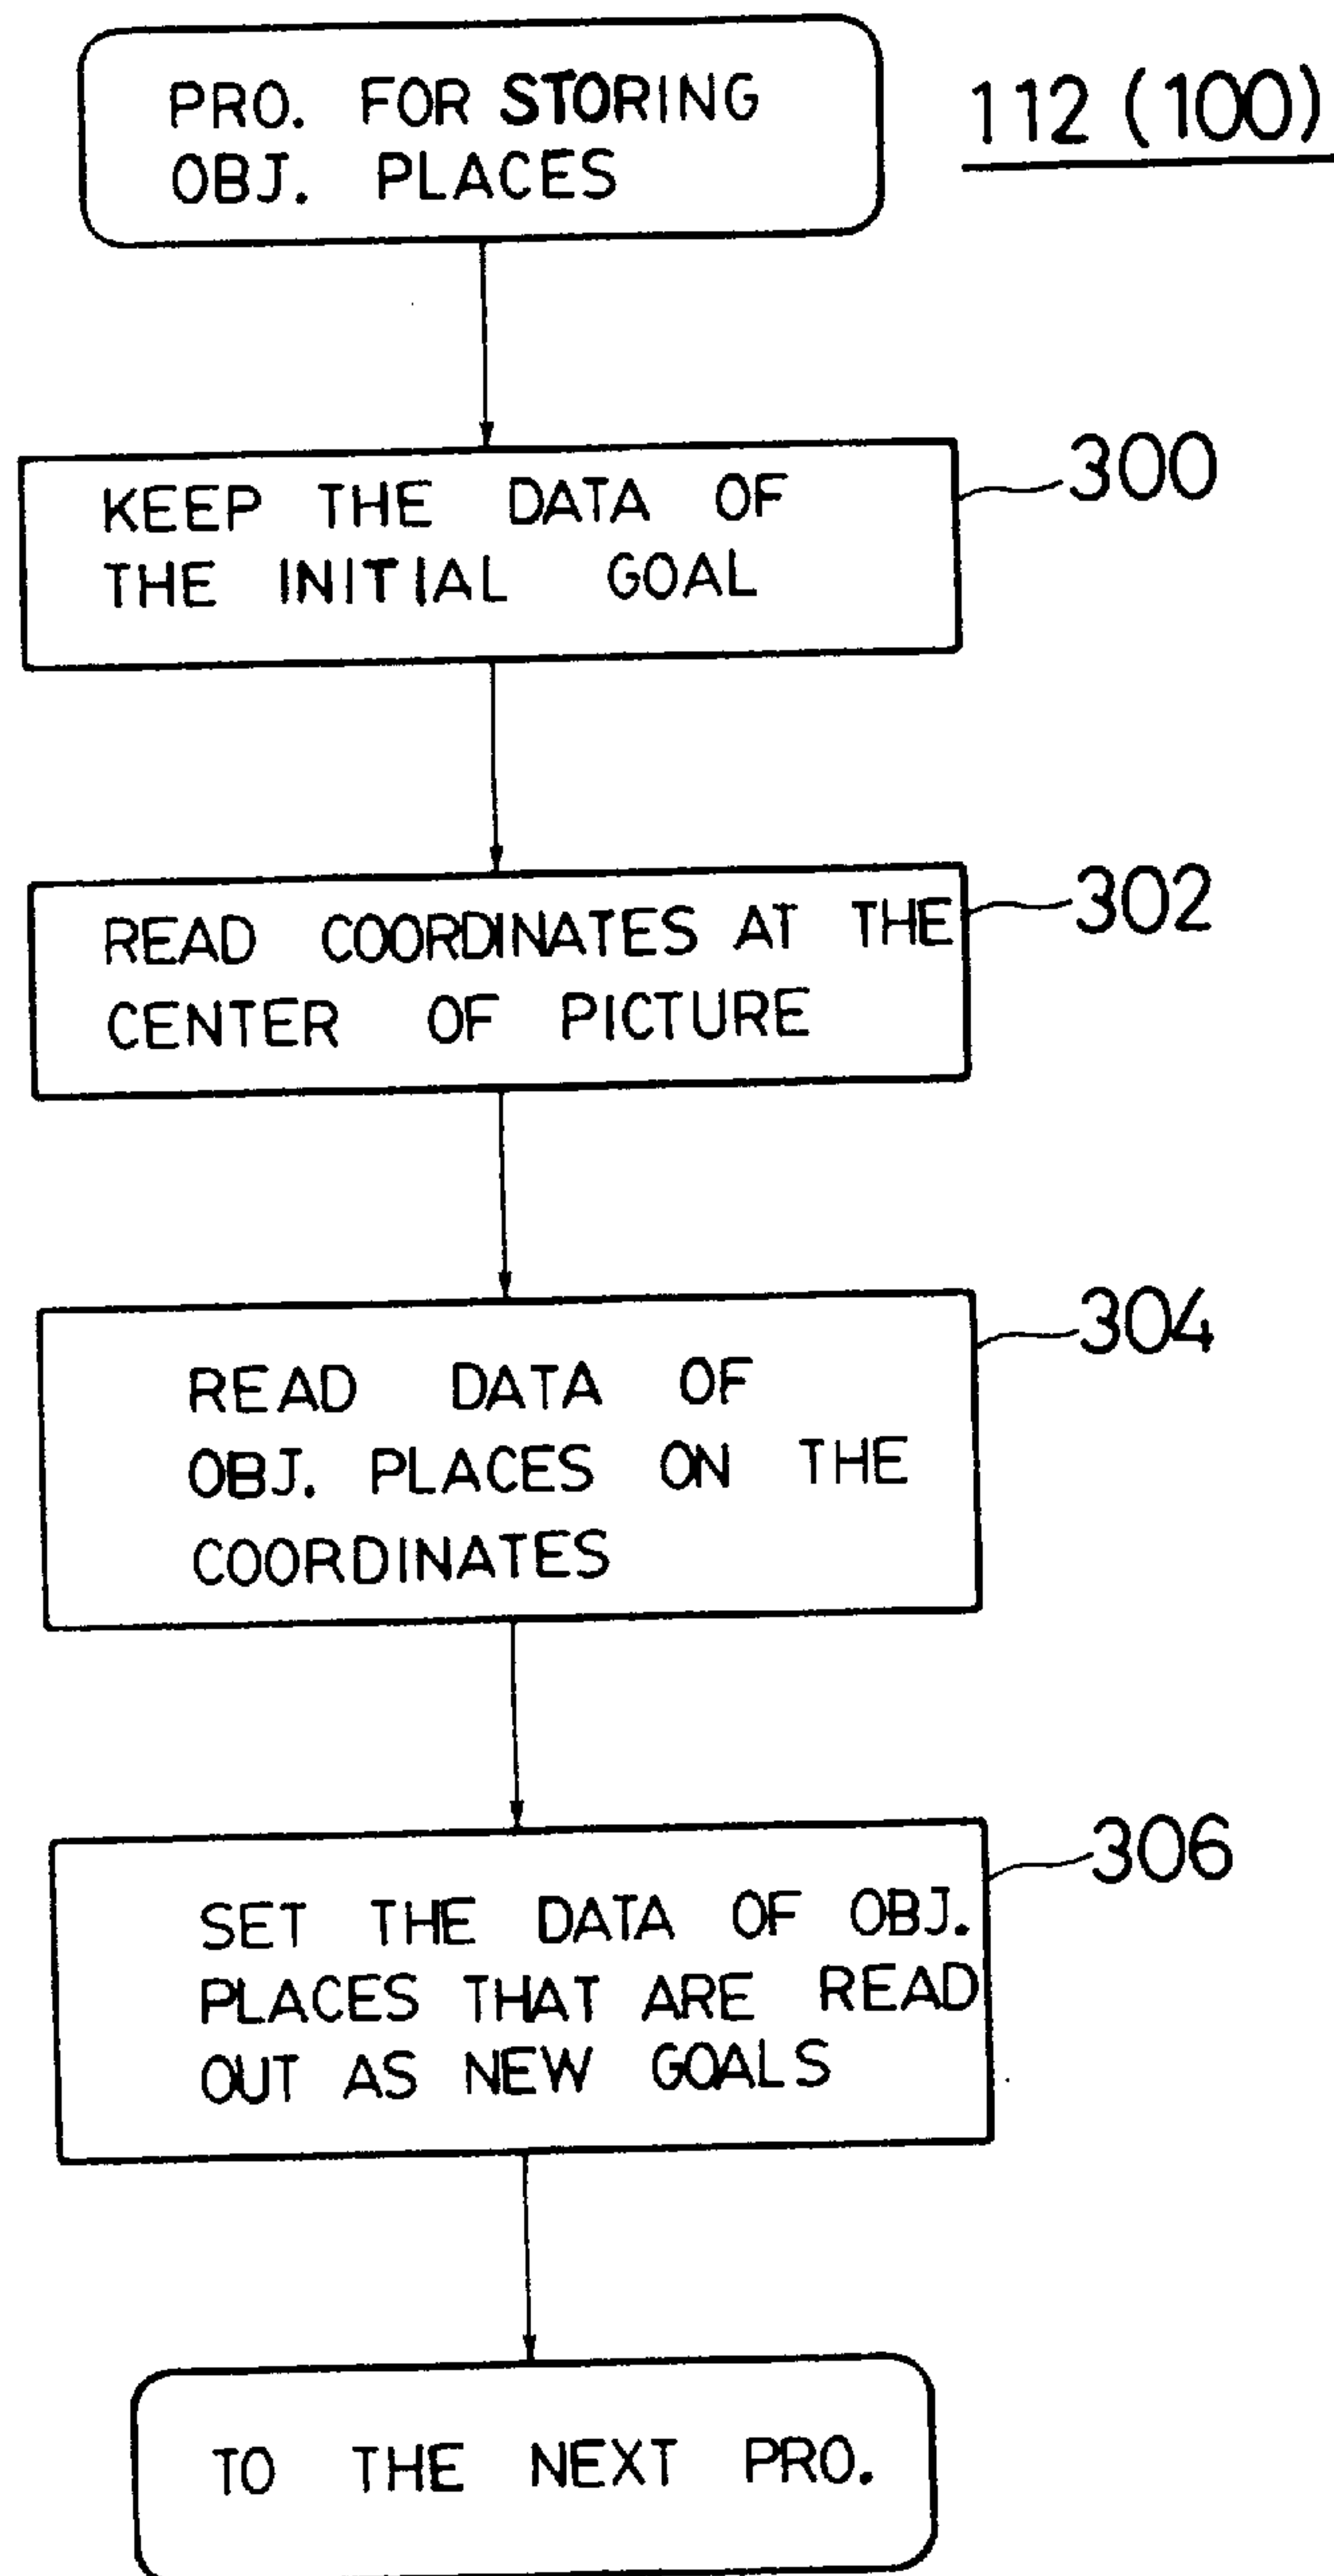 PRO. FOR STORING
OBJ. PLACES
112 (100)
KEEP THE DATA OF
THE INITIAL GOAL
300
READ COORDINATES AT THE
CENTER OF PICTURE
302
READ DATA OF
OBJ. PLACES ON THE
COORDINATES
304
SET THE DATA OF OBJ.
PLACES THAT ARE READ
OUT AS NEW GOALS
306
TO THE NEXT PRO.